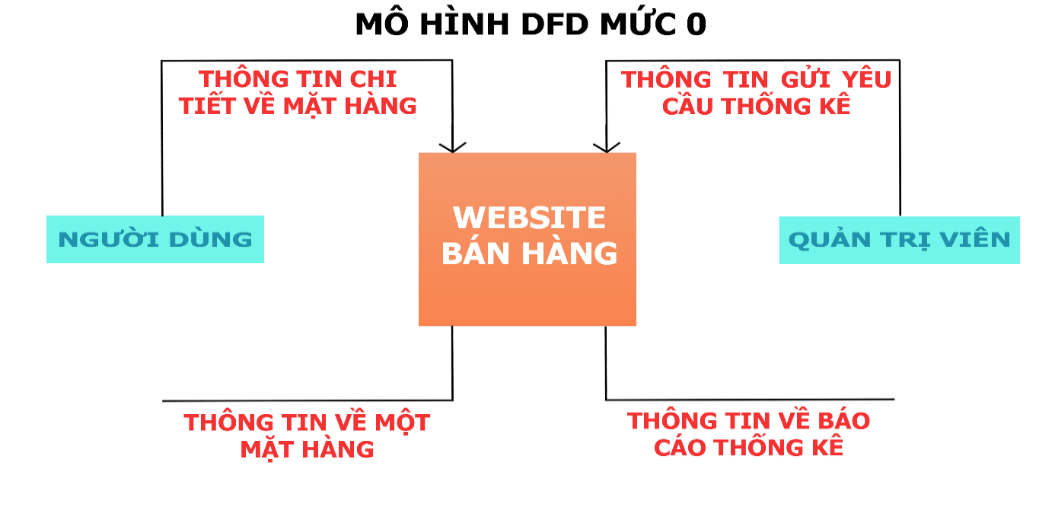 MÔ HÌNH DFD MỨC 0
THÔNG TIN CHI
TIẾT VỀ MẶT HÀNG
THÔNG TIN GỬI YÊU
CẦU THỐNG KÊ
NGƯỜI DÙNG
WEBSITE
BÁN HÀNG
QUẢN TRỊ VIÊN
THÔNG TIN VỀ MỘT
MẶT HÀNG
THÔNG TIN VỀ BÁO
CÁO THỐNG KÊ